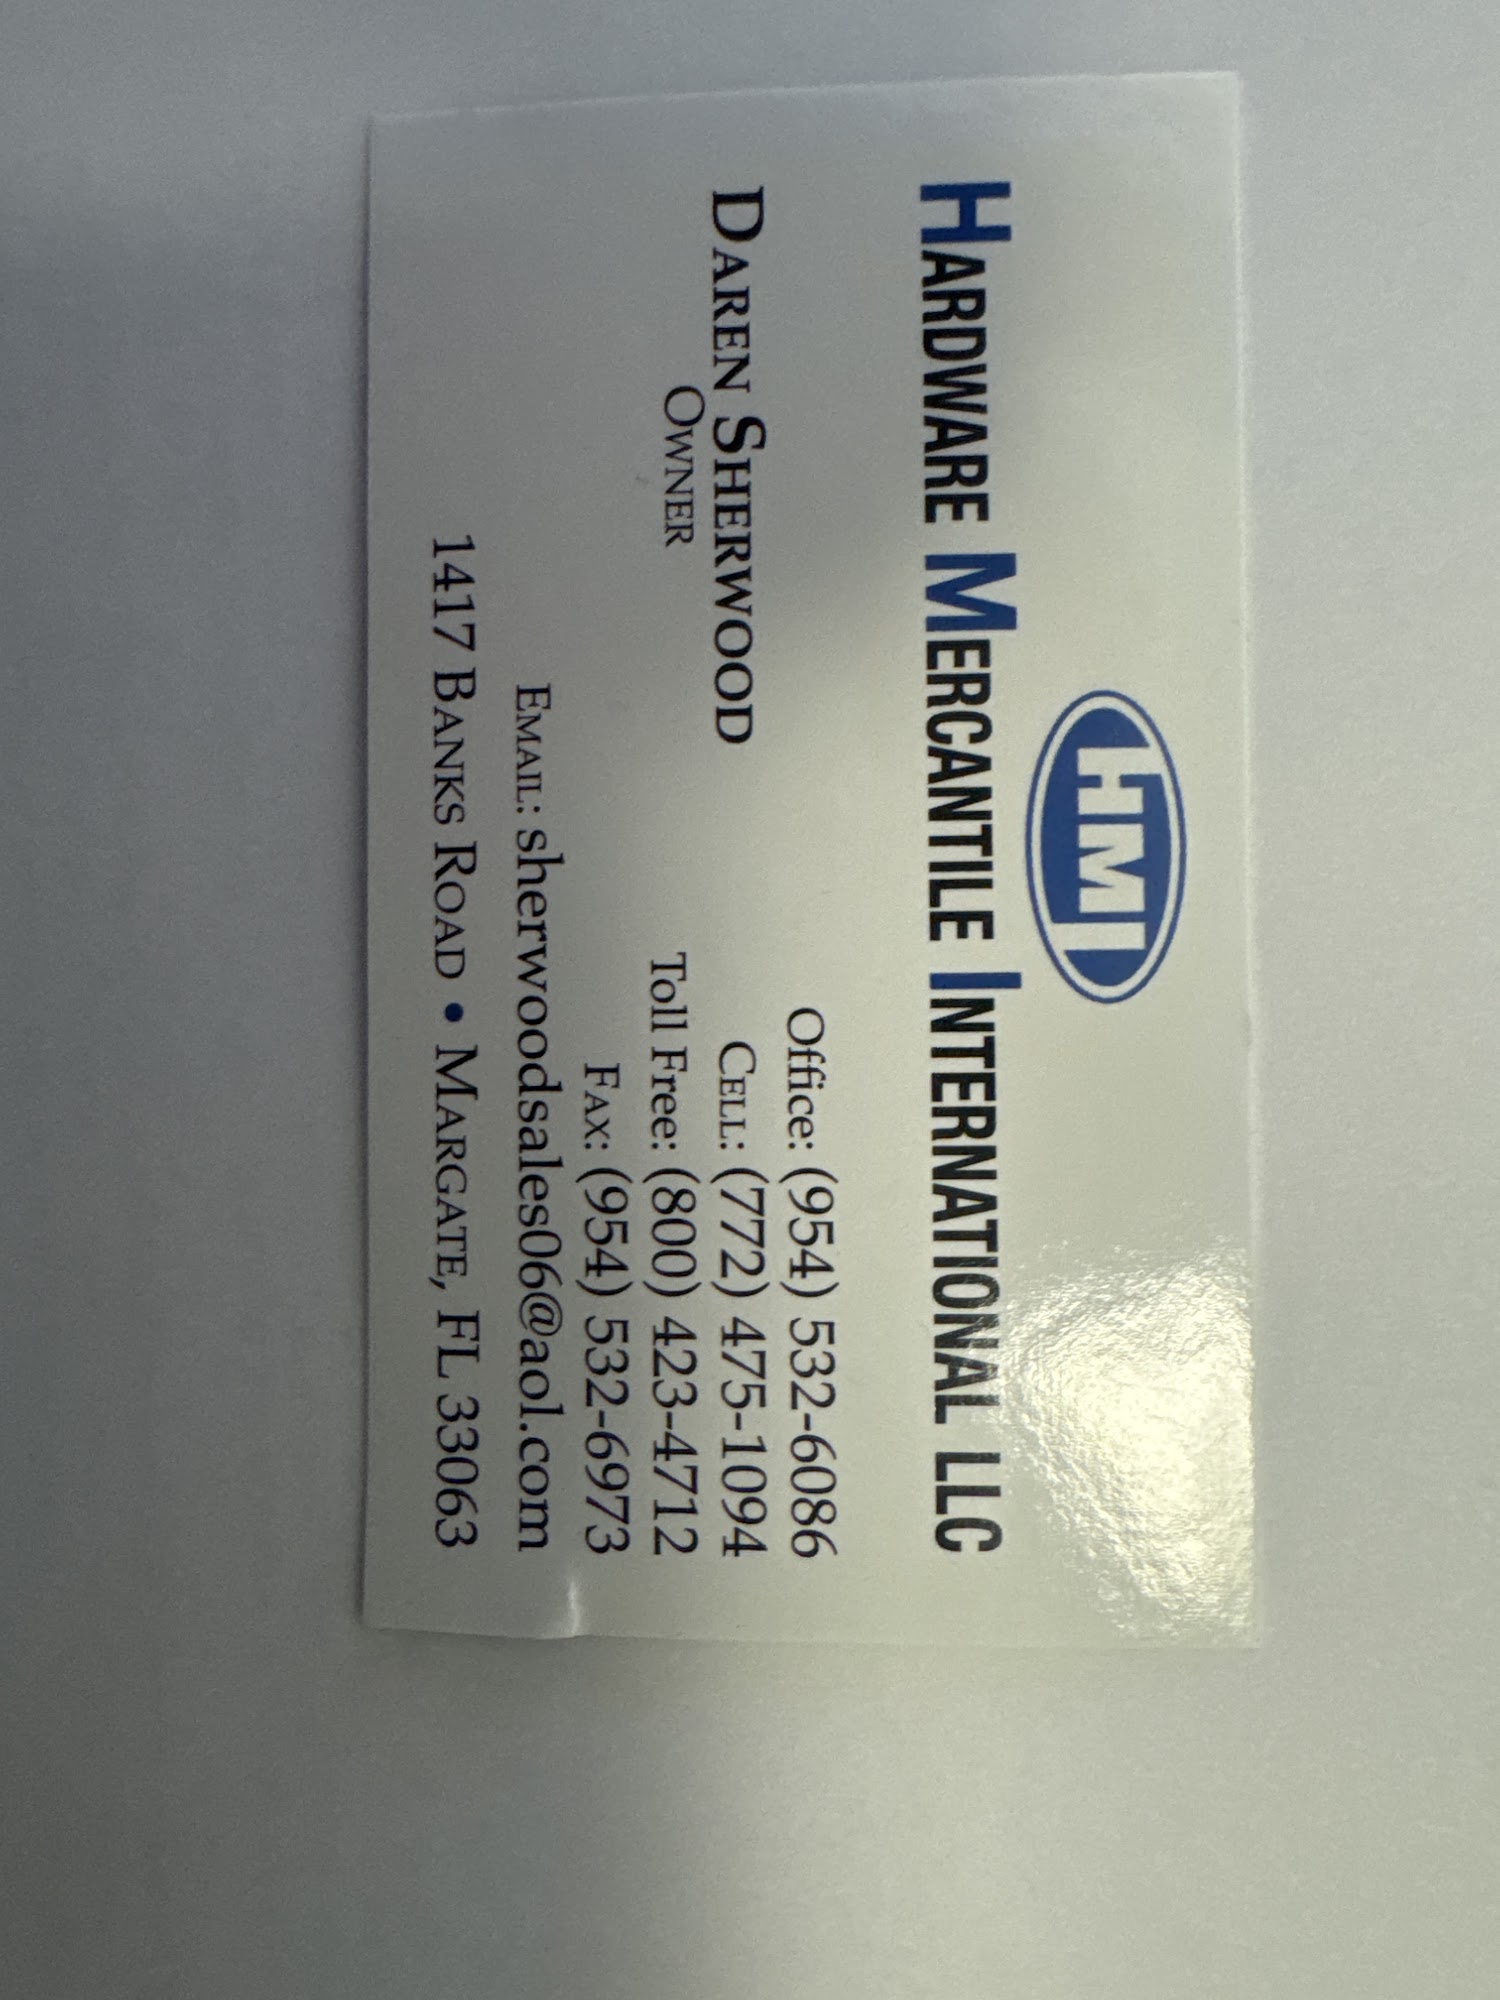 HMI
HARDWARE MERCANTILE INTERNATIONAL LLC
Office: (954) 532-6086
DAREN SHERWOOD CELL: (772) 475-1094
OWNER Toll Free: (800) 423-4712
FAX: (954) 532-6973
EMAIL: sherwoodsales06@aol.com
1417 BANKS ROAD • MARGATE, FL 33063